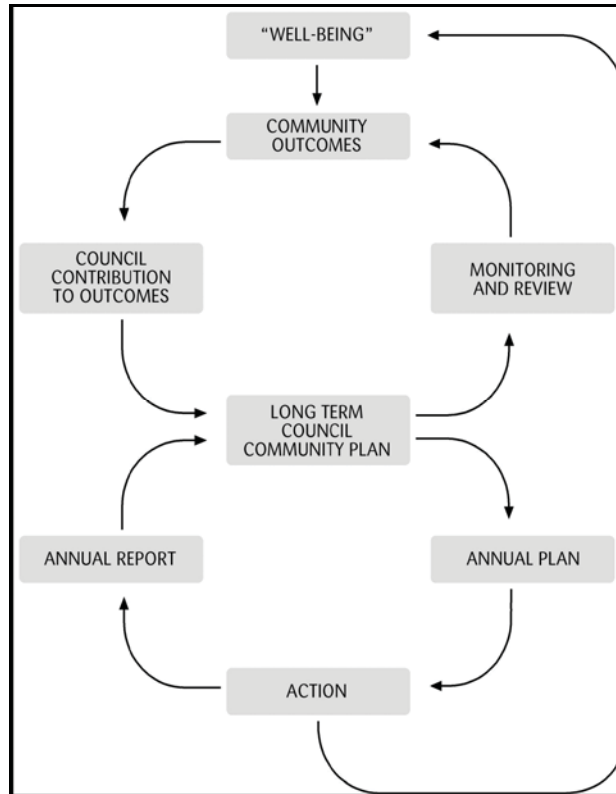 “WELL-BEING”
COMMUNITY
OUTCOMES
COUNCIL
CONTRIBUTION
TO OUTCOMES
MONITORING
AND REVIEW
LONG TERM
COUNCIL
COMMUNITY PLAN
ANNUAL REPORT
ANNUAL PLAN
ACTION